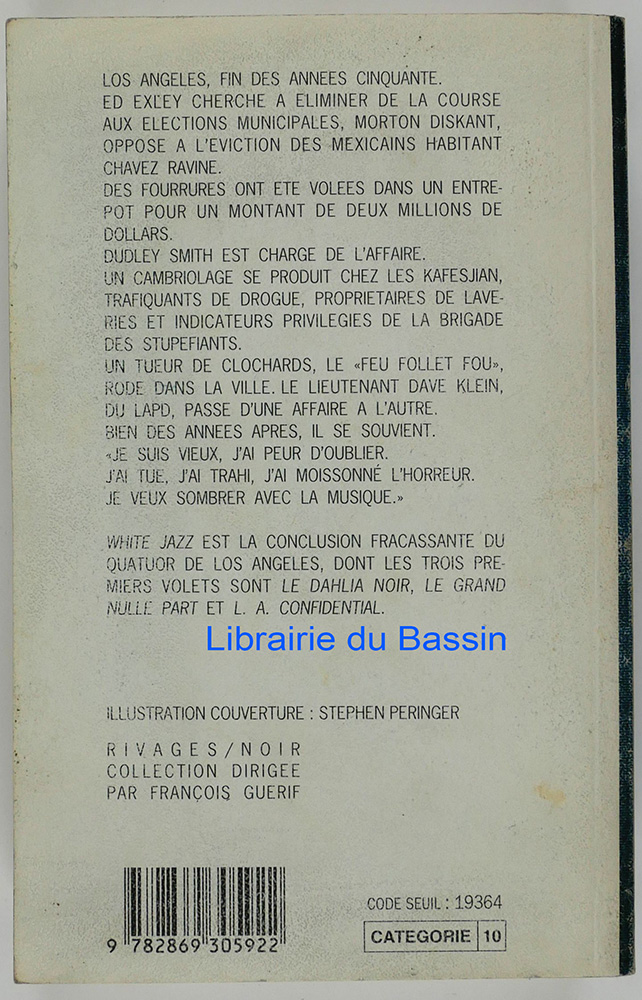 LOS ANGELES, FIN DES ANNEES CINQUANTE.
ED EXLEY CHERCHE A ELIMINER DE LA COURSE
AUX ELECTIONS MUNICIPALES, MORTON DISKANT,
OPPOSE A L'EVICTION DES MEXICAINS HABITANT
CHAVEZ RAVINE.
DES FOURRURES ONT ETE VOLEES DANS UN ENTRE-
POT POUR UN MONTANT DE DEUX MILLIONS DE
DOLLARS.
DUDLEY SMITH EST CHARGE DE L'AFFAIRE.
UN CAMBRIOLAGE SE PRODUIT CHEZ LES KAFESJIAN,
TRAFIQUANTS DE DROGUE, PROPRIETAIRES DE LAVE-
RIES ET INDICATEURS PRIVILEGIES DE LA BRIGADE
DES STUPEFIANTS.
UN TUEUR DE CLOCHARDS, LE «FEU FOLLET FOU»,
RODE DANS LA VILLE. LE LIEUTENANT DAVE KLEIN,
DU LAPD, PASSE D'UNE AFFAIRE A L'AUTRE.
BIEN DES ANNEES APRES, IL SE SOUVIENT.
«JE SUIS VIEUX, J'AI PEUR D'OUBLIER.
J'AI TUE, J'AI TRAHI, J'AI MOISSONNÉ L'HORREUR.
JE VEUX SOMBRER AVEC LA MUSIQUE.»
WHITE JAZZ EST LA CONCLUSION FRACASSANTE DU
QUATUOR DE LOS ANGELES, DONT LES TROIS PRE-
MIERS VOLETS SONT LE DAHLIA NOIR, LE GRAND
NULLE PART ET L. A. CONFIDENTIAL.
Librairie du Bassin
ILLUSTRATION COUVERTURE : STEPHEN PERINGER
RIVAGES/NOIR
COLLECTION DIRIGEE
PAR FRANÇOIS GUERIF
CODE SEUIL : 19364
CATEGORIE 10
9 782869 305922